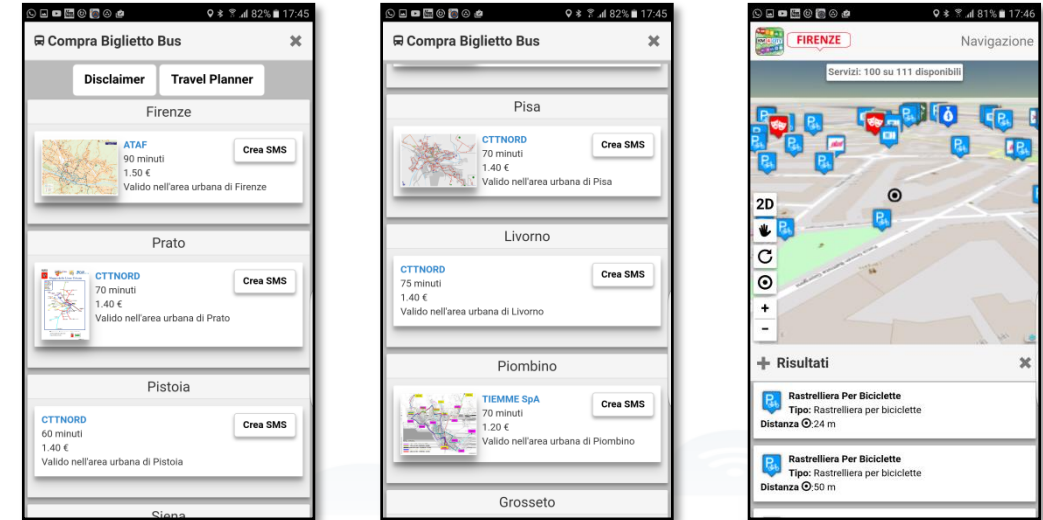 82% 17:45
Compra Biglietto Bus
Disclaimer Travel Planner
Firenze
ATAF
90 minuti
1.50 €
Valido nell'area urbana di Firenze
Crea SMS
Prato
CTTNORD
70 minuti
1.40 €
Valido nell'area urbana di Prato
Crea SMS
Pistoia
CTTNORD
60 minuti
1.40 €
Valido nell'area urbana di Pistoia
Crea SMS
Siena
82% 17:45
Compra Biglietto Bus
Pisa
CTTNORD
70 minuti
1.40 €
Valido nell'area urbana di Pisa
Crea SMS
Livorno
CTTNORD
75 minuti
1.40 €
Valido nell'area urbana di Livorno
Crea SMS
Piombino
TIEMME SpA
70 minuti
1.20 €
Valido nell'area urbana di Piombino
Crea SMS
Grosseto
81% 17:46
FIRENZE
Navigazione
Servizi: 100 su 111 disponibili
2D
+
-
Risultati
Rastrelliera Per Biciclette
Tipo: Rastrelliera per biciclette
Distanza :24 m
Rastrelliera Per Biciclette
Tipo: Rastrelliera per biciclette
Distanza :50 m